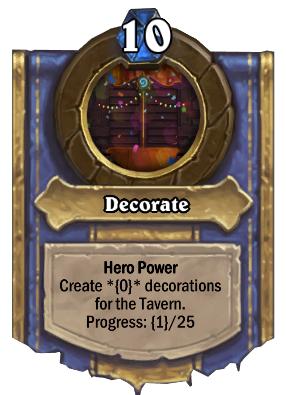 10
Decorate
Hero Power
Create *{0}* decorations
for the Tavern.
Progress: {1}/25